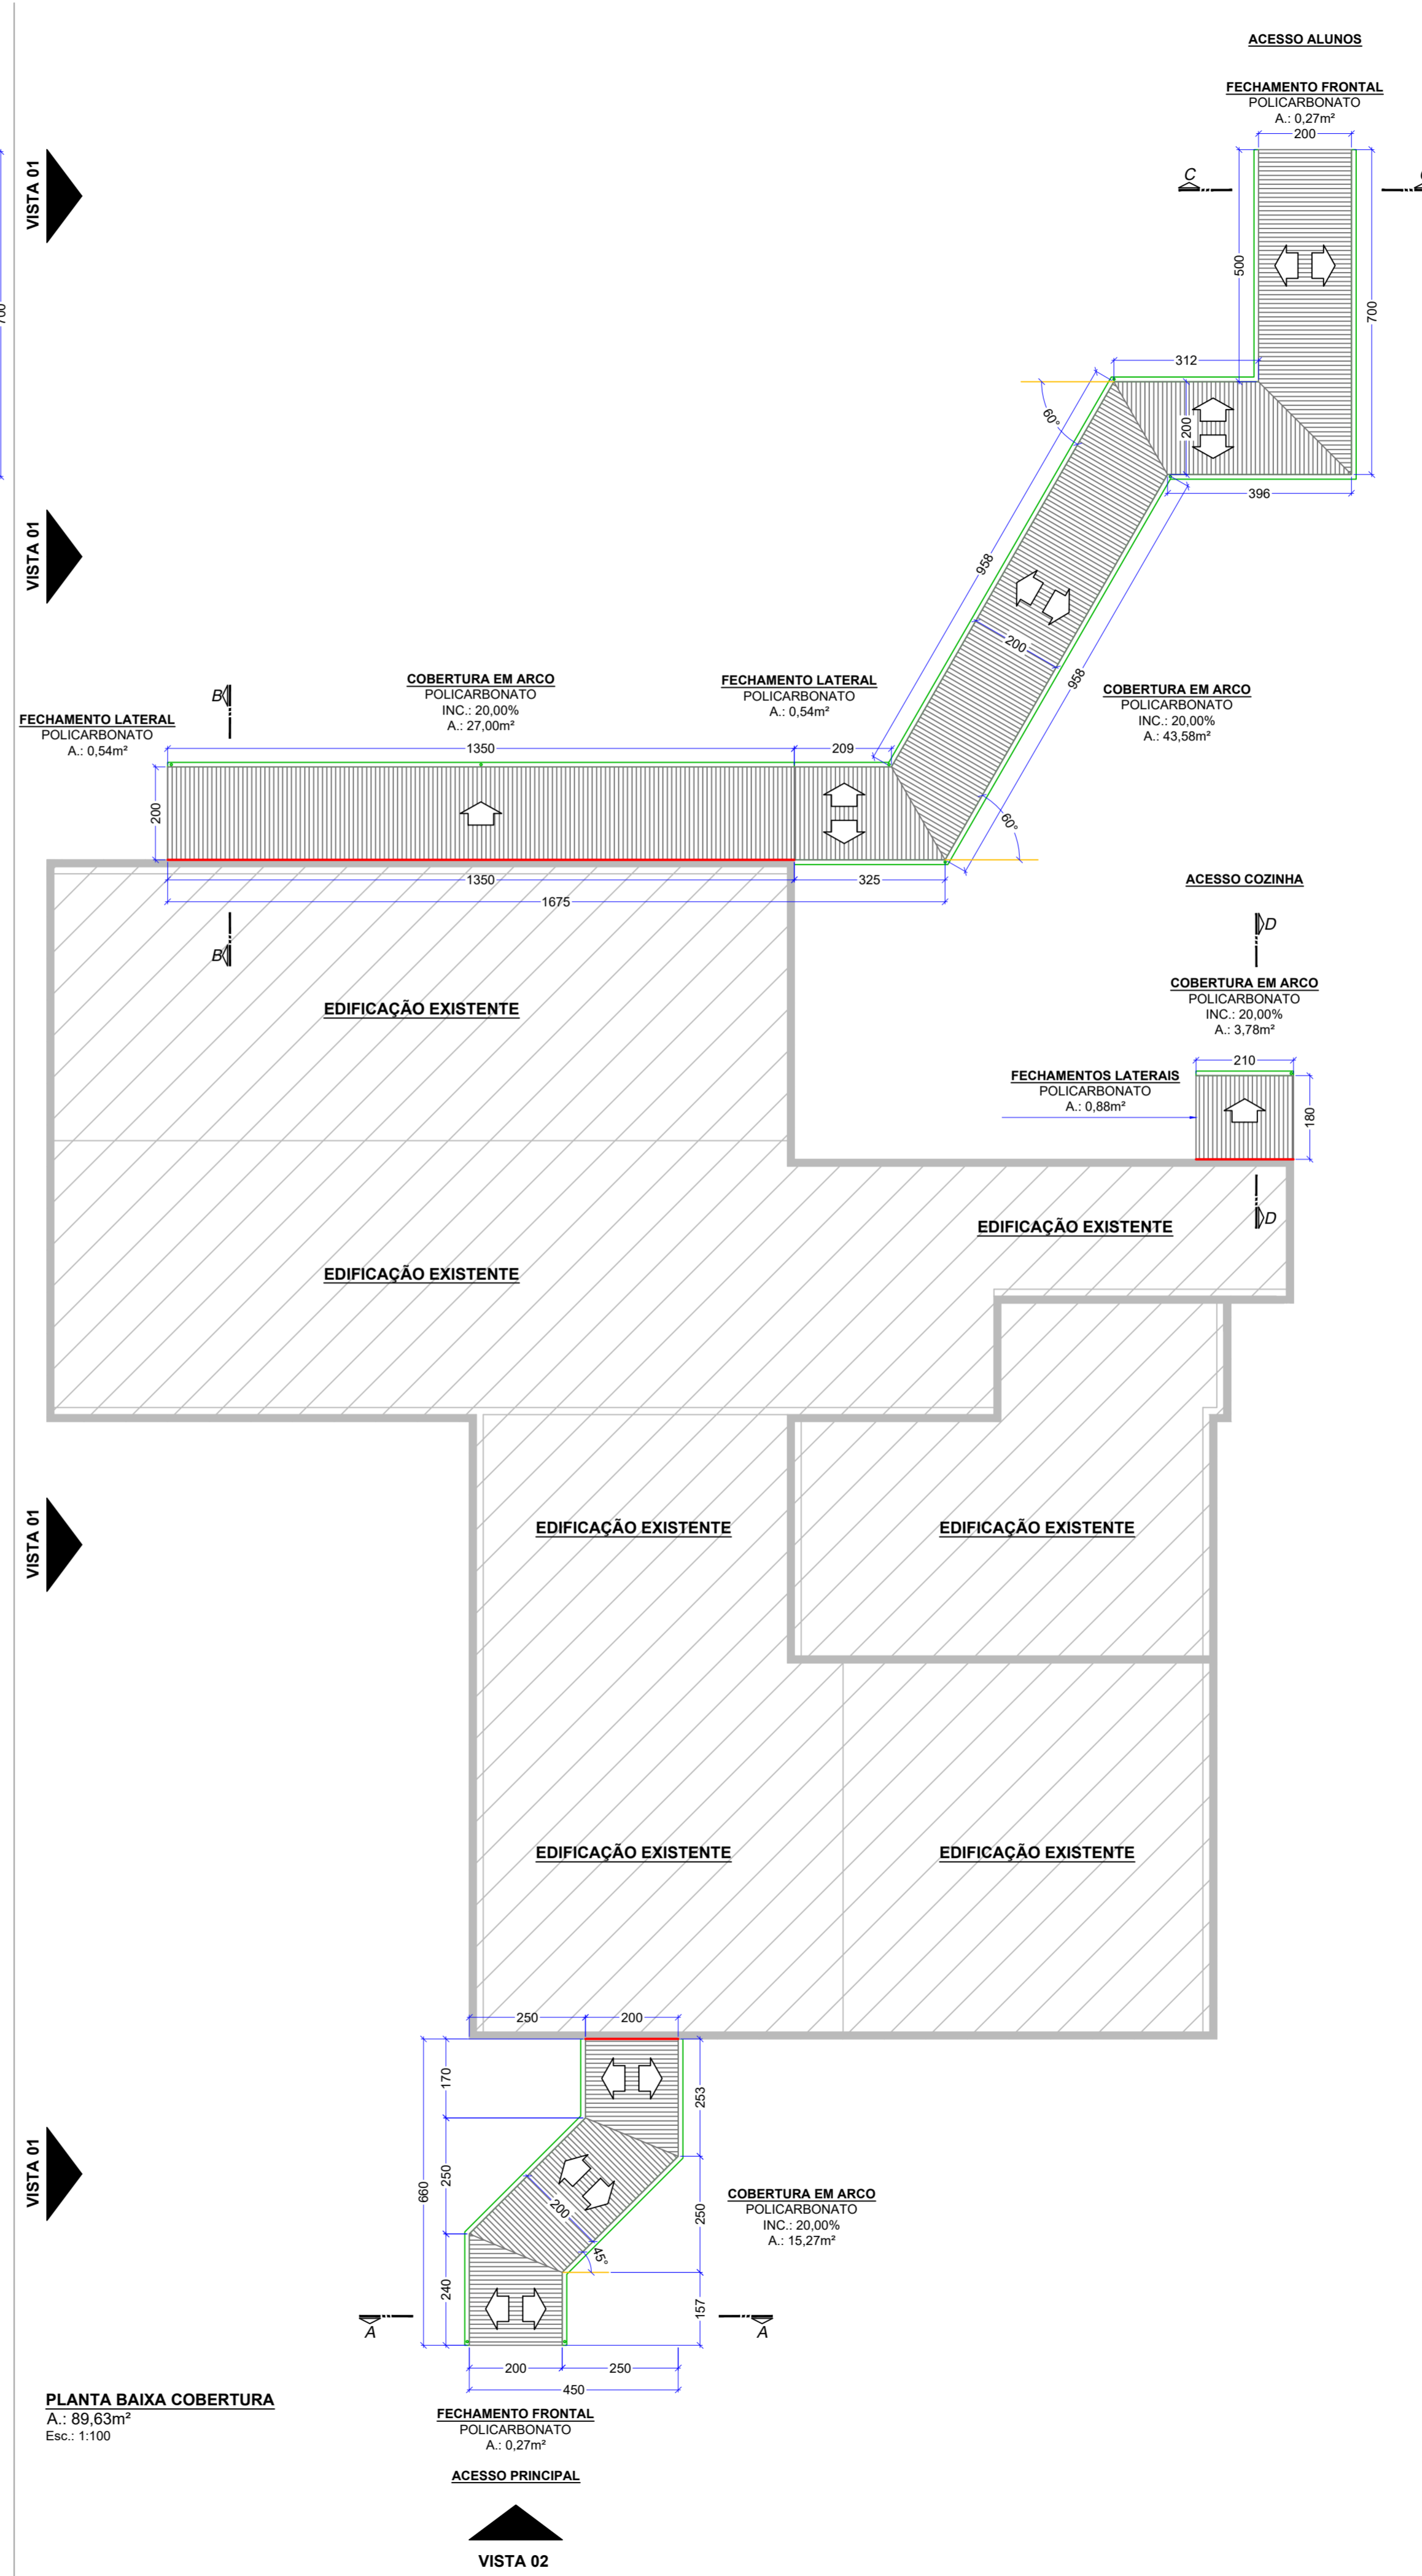 ACESSO ALUNOS
FECHAMENTO FRONTAL
POLICARBONATO
A.: 0,27m²
200
VISTA 01
C
500
700
312
60°
200
396
VISTA 01
958
200
958
COBERTURA EM ARCO
POLICARBONATO
INC.: 20,00%
A.: 27,00m²
FECHAMENTO LATERAL
POLICARBONATO
A.: 0,54m²
COBERTURA EM ARCO
POLICARBONATO
INC.: 20,00%
A.: 43,58m²
B
FECHAMENTO LATERAL
POLICARBONATO
A.: 0,54m²
1350
209
200
60°
1350
325
1675
B
ACESSO COZINHA
D
COBERTURA EM ARCO
POLICARBONATO
INC.: 20,00%
A.: 3,78m²
EDIFICAÇÃO EXISTENTE
210
FECHAMENTOS LATERAIS
POLICARBONATO
A.: 0,88m²
180
D
EDIFICAÇÃO EXISTENTE
EDIFICAÇÃO EXISTENTE
VISTA 01
EDIFICAÇÃO EXISTENTE
EDIFICAÇÃO EXISTENTE
EDIFICAÇÃO EXISTENTE
EDIFICAÇÃO EXISTENTE
250
200
170
253
VISTA 01
660
250
200
250
45°
COBERTURA EM ARCO
POLICARBONATO
INC.: 20,00%
A.: 15,27m²
240
157
A
A
200
250
450
PLANTA BAIXA COBERTURA
A.: 89,63m²
Esc.: 1:100
FECHAMENTO FRONTAL
POLICARBONATO
A.: 0,27m²
ACESSO PRINCIPAL
VISTA 02